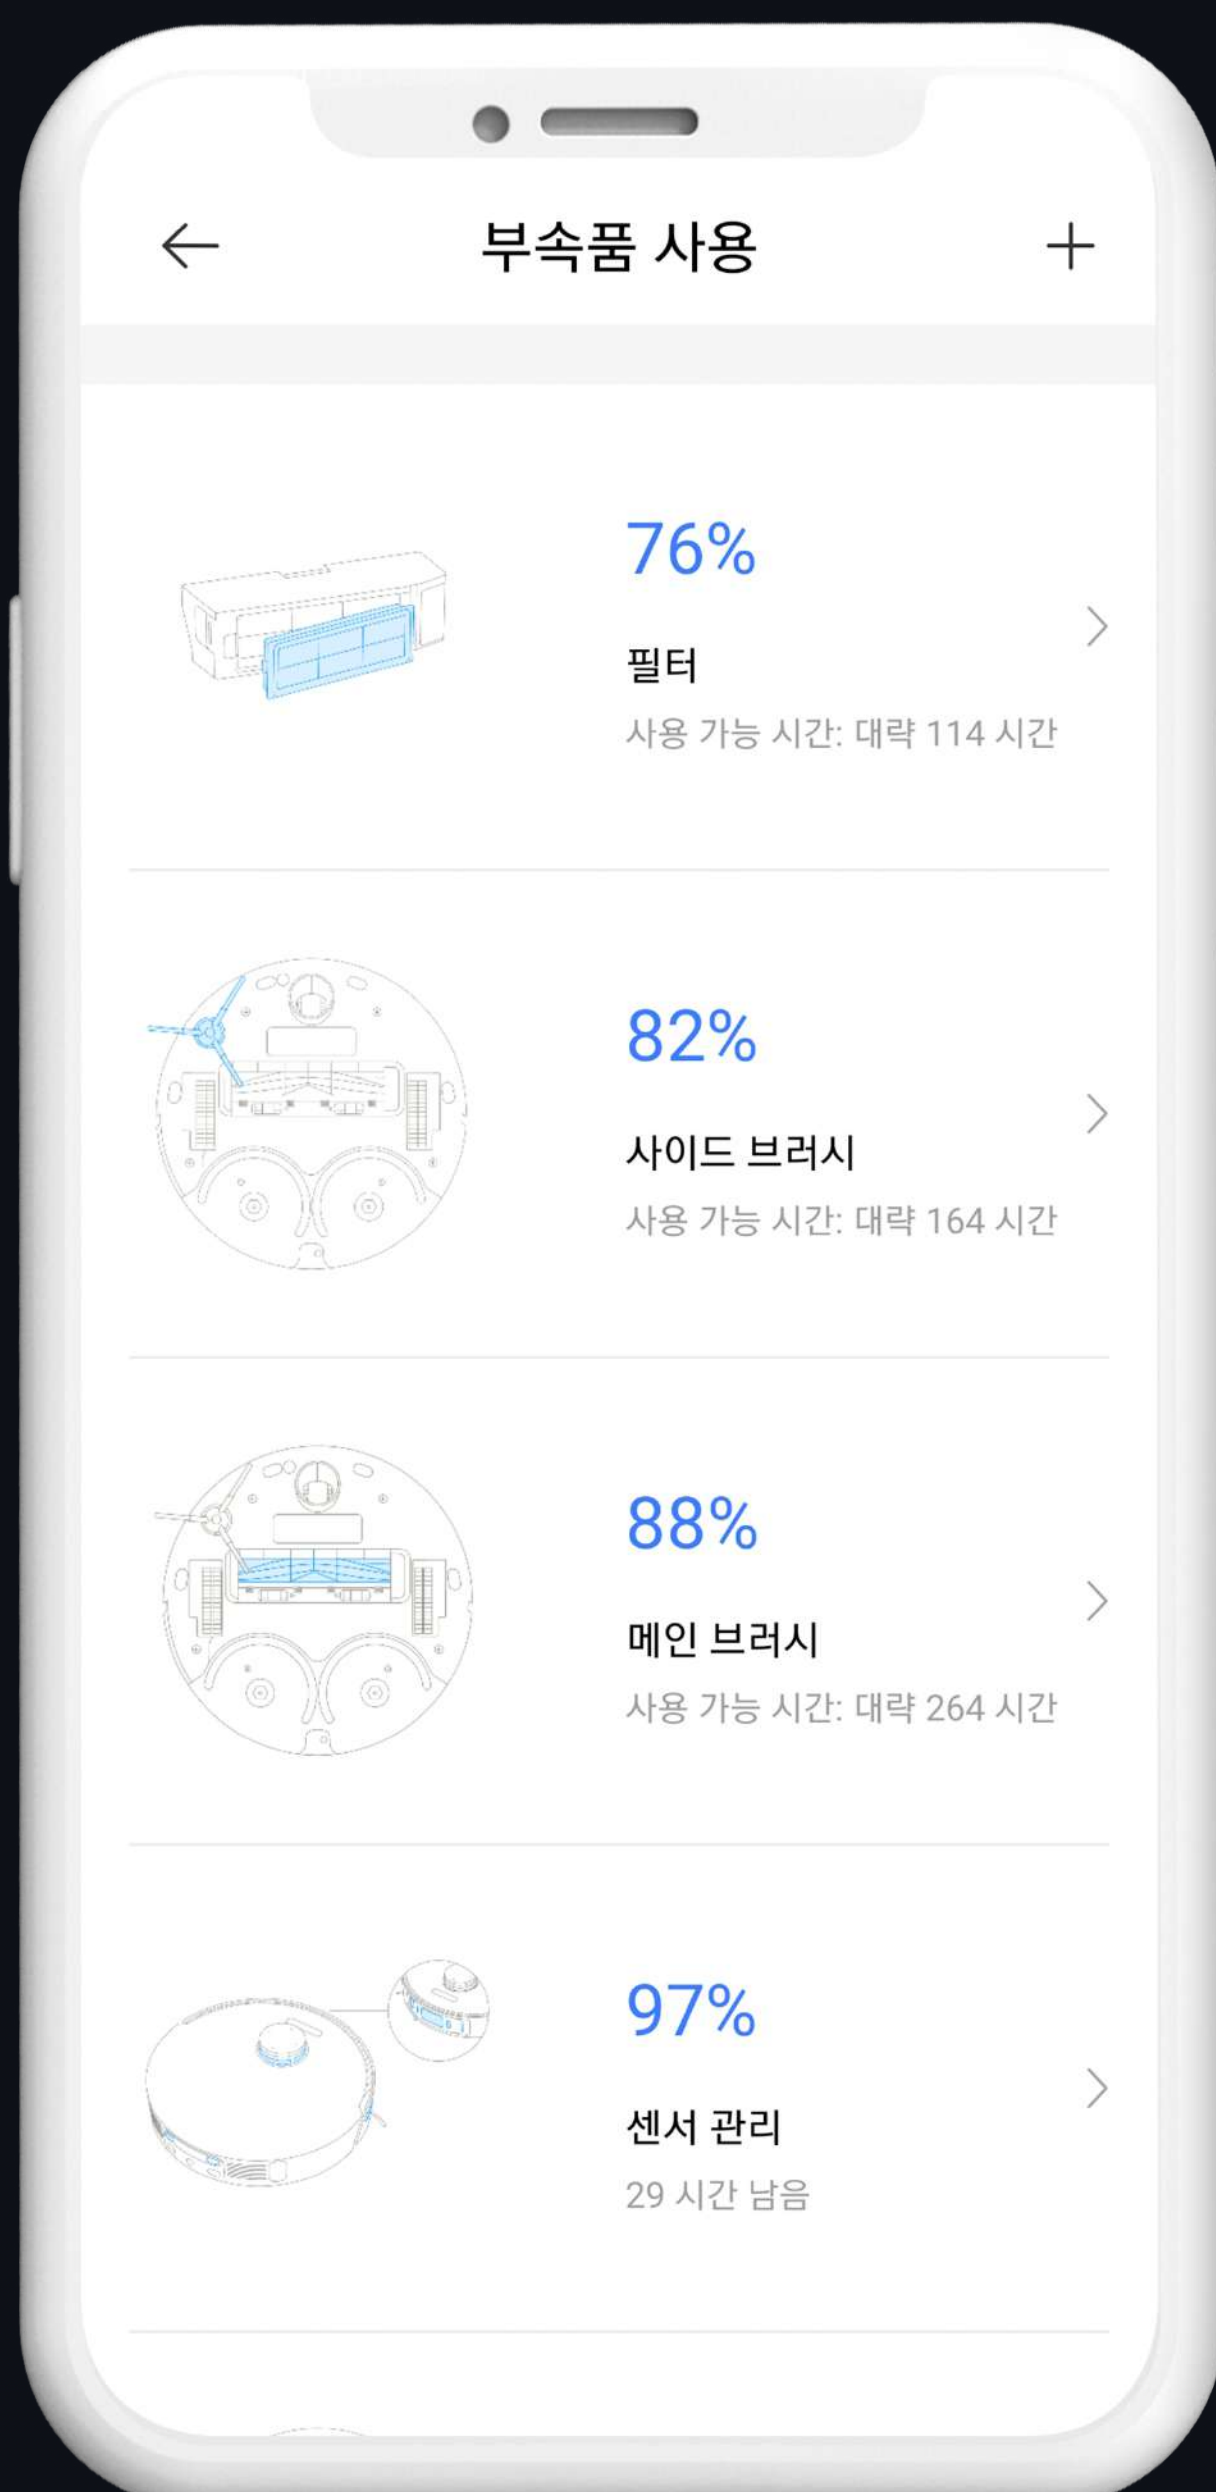 부속품 사용
76%
필터
사용 가능 시간: 대략 114 시간
82%
사이드 브러시
사용 가능 시간: 대략 164 시간
88%
메인 브러시
사용 가능 시간: 대략 264 시간
97%
센서 관리
29 시간 남음